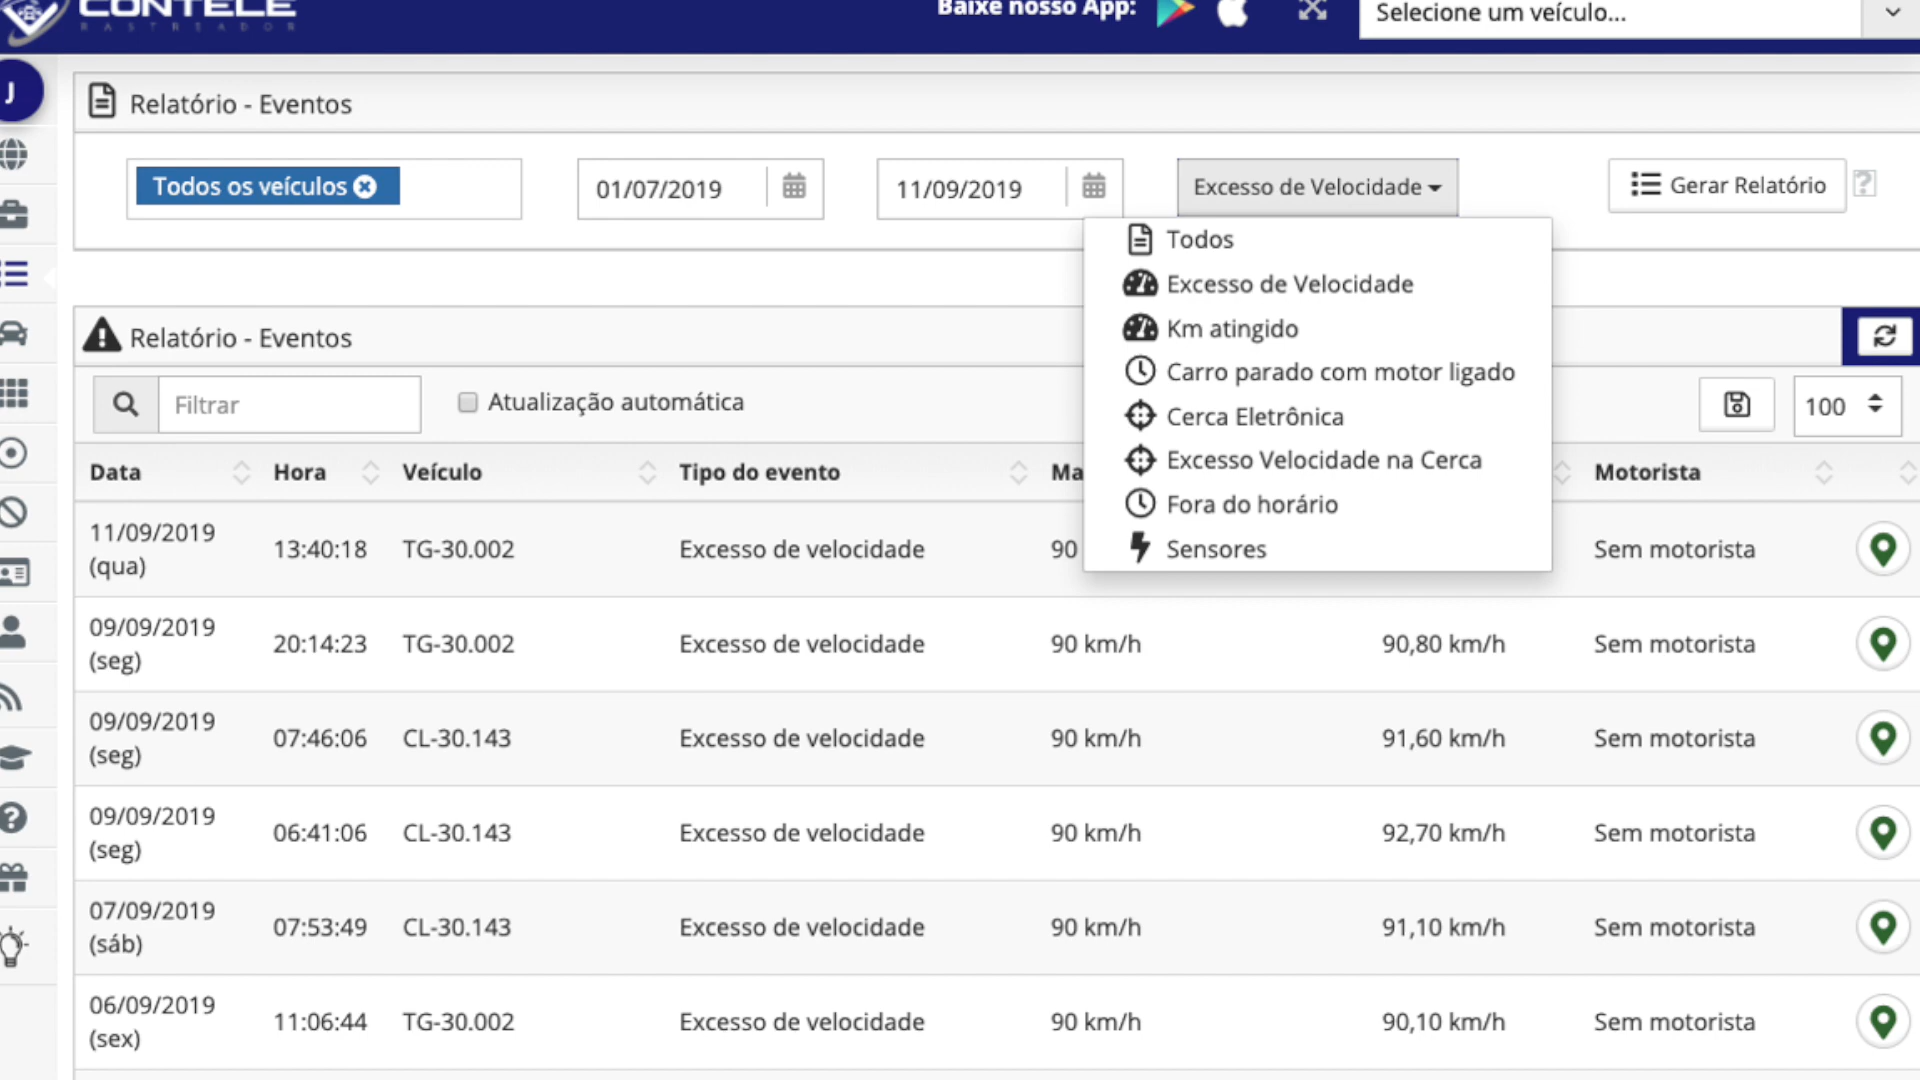 CONTELE
RASTREADOR
Baixe nosso App:
Selecione um veículo...
J
Relatório - Eventos
Todos os veículos
01/07/2019
11/09/2019
Excesso de Velocidade
Gerar Relatório
?
Todos
Excesso de Velocidade
Km atingido
Carro parado com motor ligado
Cerca Eletrônica
Excesso Velocidade na Cerca
Fora do horário
Sensores
Relatório - Eventos
Filtrar
Atualização automática
100
Data Hora Veículo Tipo do evento Ma Motorista
11/09/2019 (qua) 13:40:18 TG-30.002 Excesso de velocidade 90 Sem motorista
09/09/2019 (seg) 20:14:23 TG-30.002 Excesso de velocidade 90 km/h 90,80 km/h Sem motorista
09/09/2019 (seg) 07:46:06 CL-30.143 Excesso de velocidade 90 km/h 91,60 km/h Sem motorista
09/09/2019 (seg) 06:41:06 CL-30.143 Excesso de velocidade 90 km/h 92,70 km/h Sem motorista
07/09/2019 (sáb) 07:53:49 CL-30.143 Excesso de velocidade 90 km/h 91,10 km/h Sem motorista
06/09/2019 (sex) 11:06:44 TG-30.002 Excesso de velocidade 90 km/h 90,10 km/h Sem motorista